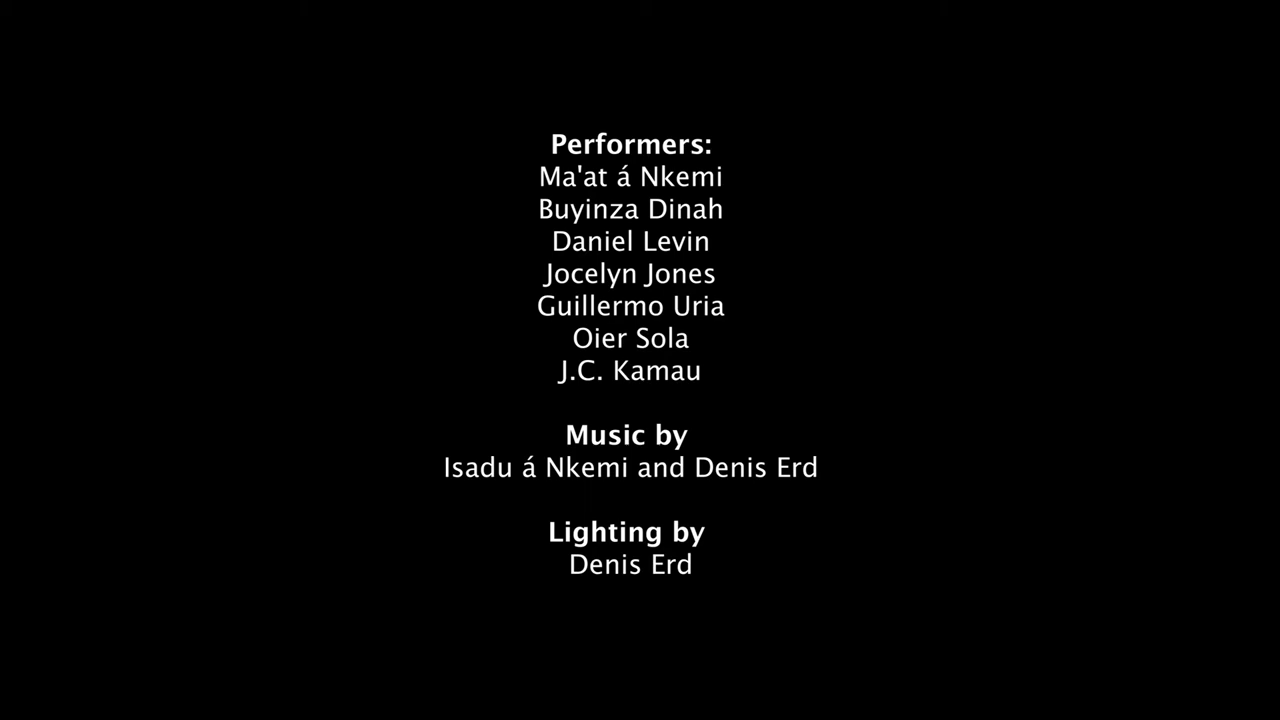 Performers:
Ma'at á Nkemi
Buyinza Dinah
Daniel Levin
Jocelyn Jones
Guillermo Uria
Oier Sola
J.C. Kamau
Music by
Isadu á Nkemi and Denis Erd
Lighting by
Denis Erd